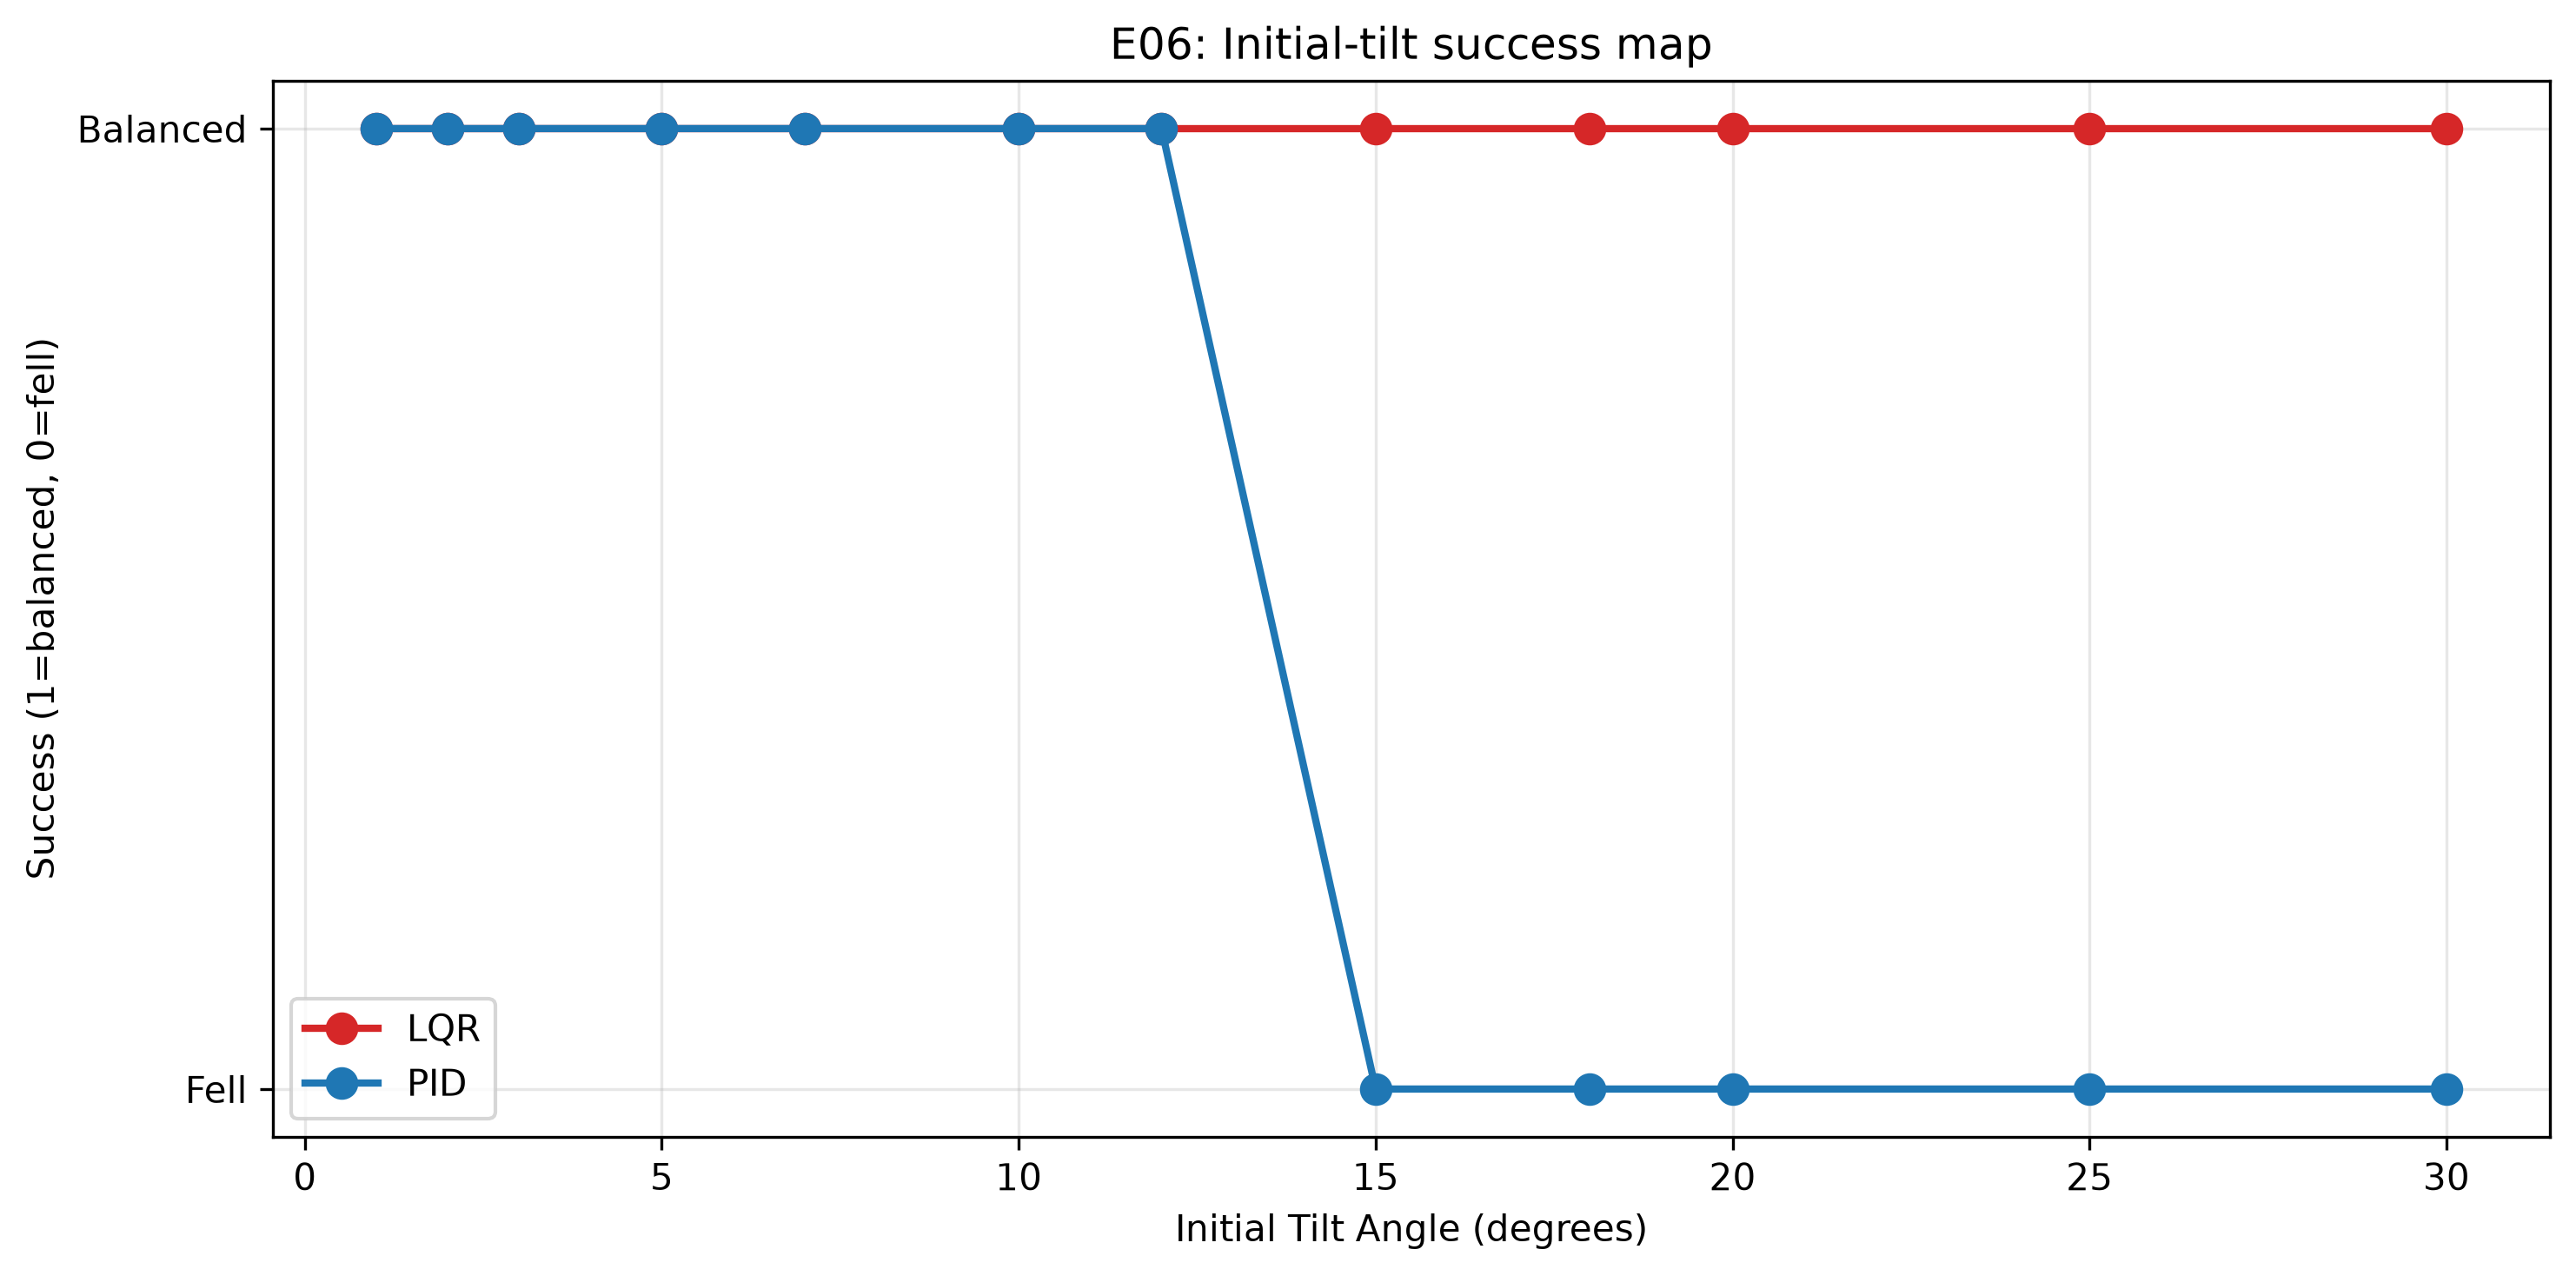 E06: Initial-tilt success map
Balanced
Fell
Success (1=balanced, 0=fell)
LQR
PID
0 5 10 15 20 25 30
Initial Tilt Angle (degrees)